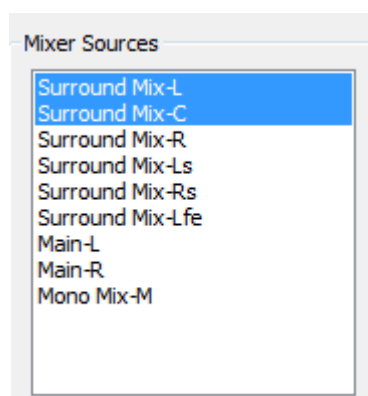 Mixer Sources
Surround Mix-L
Surround Mix-C
Surround Mix-R
Surround Mix-Ls
Surround Mix-Rs
Surround Mix-Lfe
Main-L
Main-R
Mono Mix-M